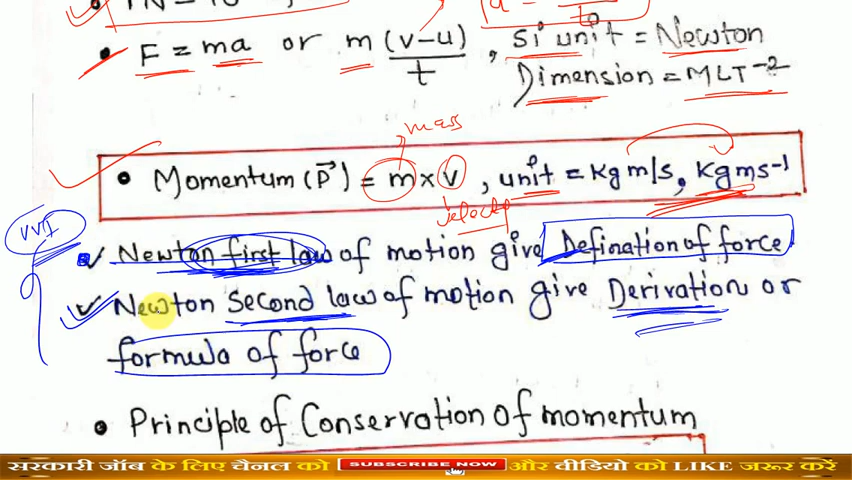 F = ma or m(v-u)/t , SI unit = Newton
Dimension = MLT⁻²
mass
• Momentum (P⃗) = m × v , unit = kg m/s, kgms⁻¹
velocity
VVI
Newton first law of motion give Defination of force
Newton Second law of motion give Derivation or
formula of force
• Principle of Conservation of momentum
सरकारी जॉब के लिए चैनल को SUBSCRIBE NOW और वीडियो को LIKE जरूर करें